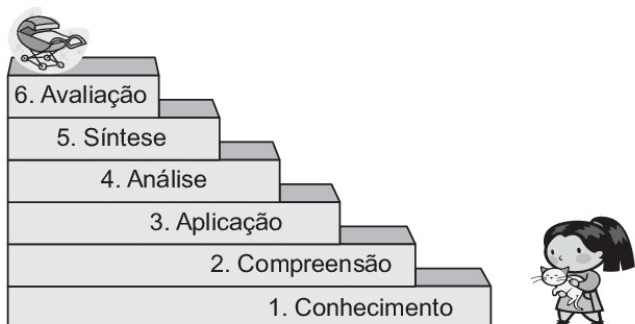 6. Avaliação
5. Síntese
4. Análise
3. Aplicação
2. Compreensão
1. Conhecimento